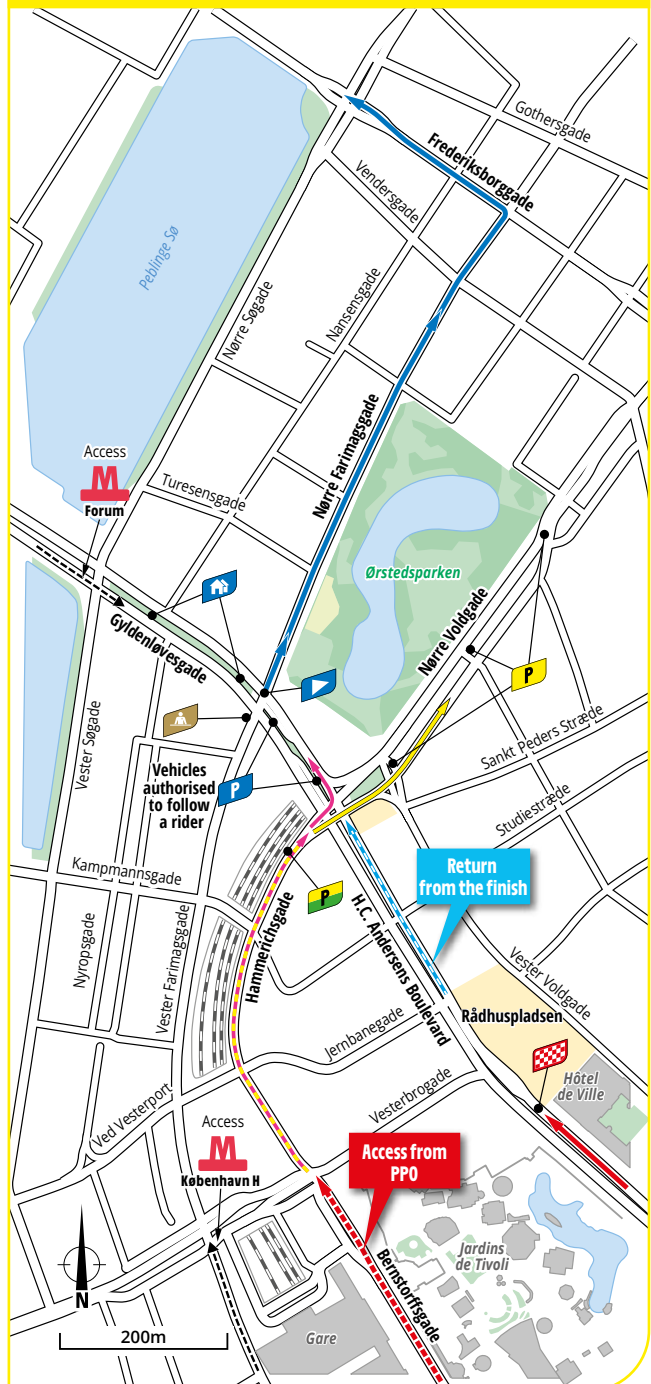 Gothersgade
Frederiksborggade
Vendersgade
Peblinge Sø
Nansensgade
Nørre Søgade
Access
M
Forum
Turesensgade
Nørre Farimagsgade
Ørstedsparken
Gyldenløvesgade
Nørre Voldgade
P
Vester Søgade
Sankt Peders Stræde
Vehicles
authorised
to follow
a rider
P
Studiestræde
Kampmannsgade
P
Return
from the finish
Hammerichsgade
H.C. Andersens Boulevard
Nyropsgade
Vester Farimagsgade
Vester Voldgade
Rådhuspladsen
Jernbanegade
Hôtel
de Ville
Ved Vesterport
Vesterbrogade
Access
M
København H
Access from
PP0
Bernstorffsgade
Jardins
de Tivoli
N
200m
Gare